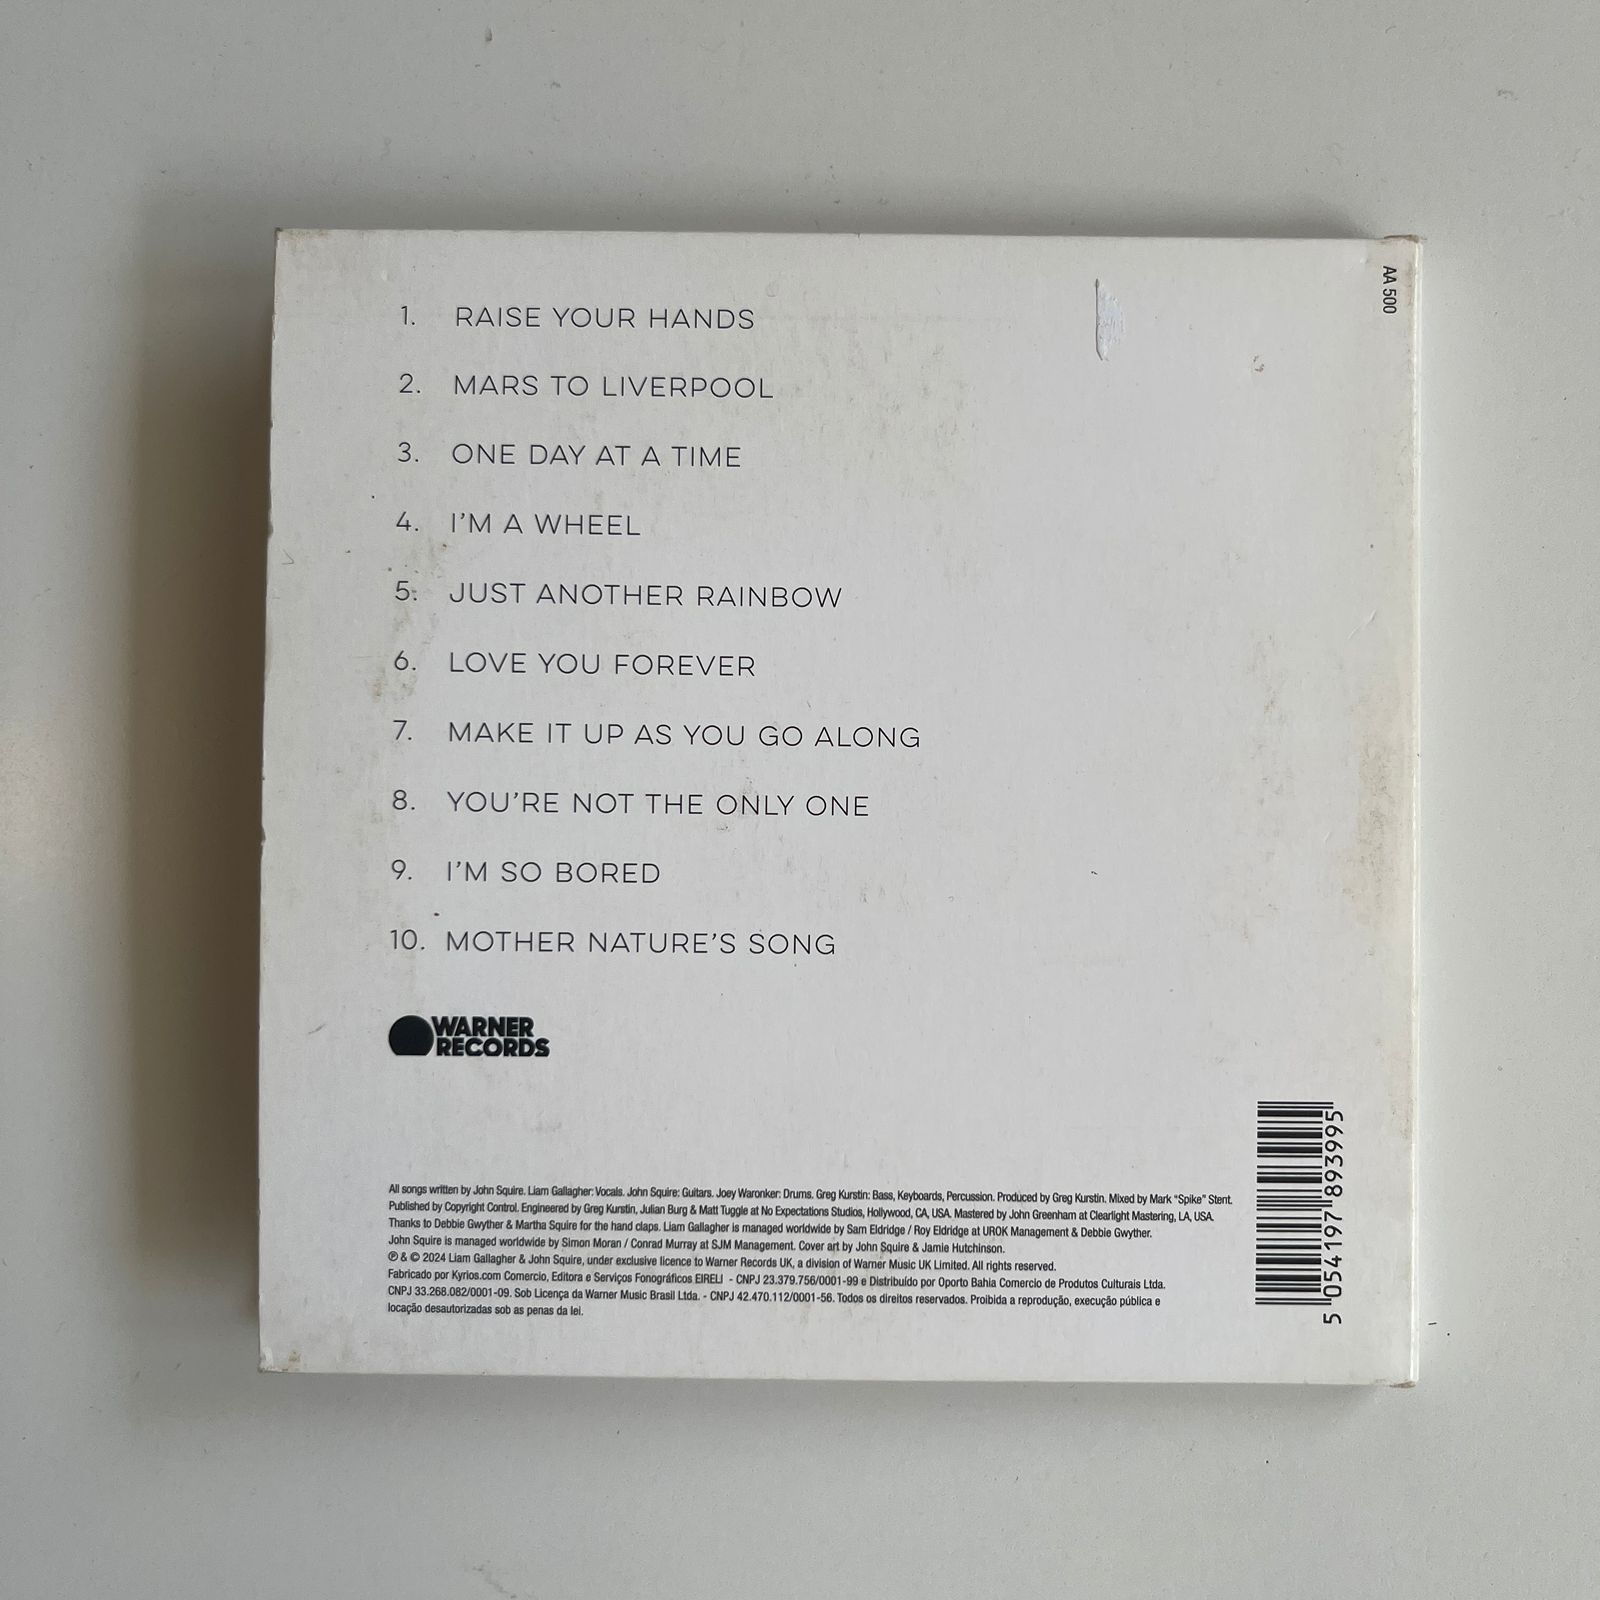 AA 500
1. RAISE YOUR HANDS
2. MARS TO LIVERPOOL
3. ONE DAY AT A TIME
4. I'M A WHEEL
5. JUST ANOTHER RAINBOW
6. LOVE YOU FOREVER
7. MAKE IT UP AS YOU GO ALONG
8. YOU'RE NOT THE ONLY ONE
9. I'M SO BORED
10. MOTHER NATURE'S SONG
WARNER
RECORDS
All songs written by John Squire. Liam Gallagher: Vocals. John Squire: Guitars. Joey Waronker: Drums. Greg Kurstin: Bass, Keyboards, Percussion. Produced by Greg Kurstin. Mixed by Mark "Spike" Stent.
Published by Copyright Control. Engineered by Greg Kurstin, Julian Burg & Matt Tuggle at No Expectations Studios, Hollywood, CA, USA. Mastered by John Greenham at Clearlight Mastering, LA, USA.
Thanks to Debbie Gwyther & Martha Squire for the hand claps. Liam Gallagher is managed worldwide by Sam Eldridge / Roy Eldridge at UROK Management & Debbie Gwyther.
John Squire is managed worldwide by Simon Moran / Conrad Murray at SJM Management. Cover art by John Squire & Jamie Hutchinson.
℗ & © 2024 Liam Gallagher & John Squire, under exclusive licence to Warner Records UK, a division of Warner Music UK Limited. All rights reserved.
Fabricado por Kyrios.com Comercio, Editora e Serviços Fonográficos EIRELI - CNPJ 23.379.756/0001-99 e Distribuído por Oporto Bahia Comercio de Produtos Culturais Ltda.
CNPJ 33.268.082/0001-09. Sob Licença da Warner Music Brasil Ltda. - CNPJ 42.470.112/0001-56. Todos os direitos reservados. Proibida a reprodução, execução pública e
locação desautorizadas sob as penas da lei.
5 054197 893995